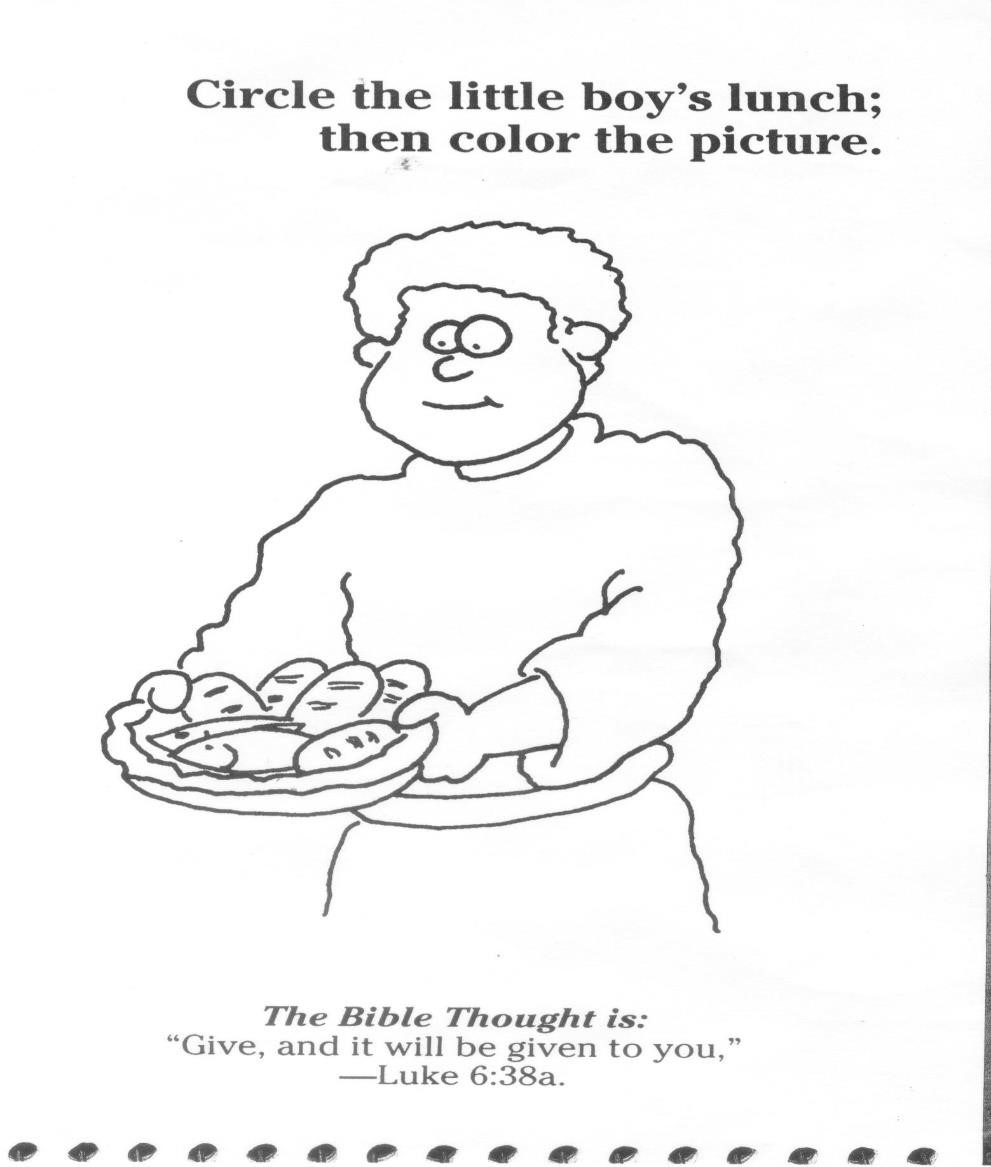 Circle the little boy's lunch;
then color the picture.
The Bible Thought is:
“Give, and it will be given to you,”
—Luke 6:38a.